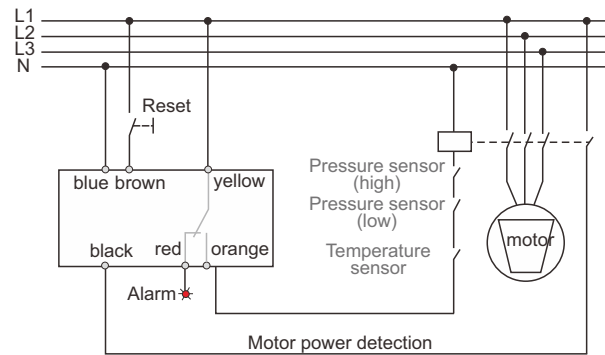 L1
L2
L3
N
Reset
blue brown yellow
Pressure sensor
(high)
Pressure sensor
(low)
Temperature
sensor
motor
black red orange
Alarm
Motor power detection